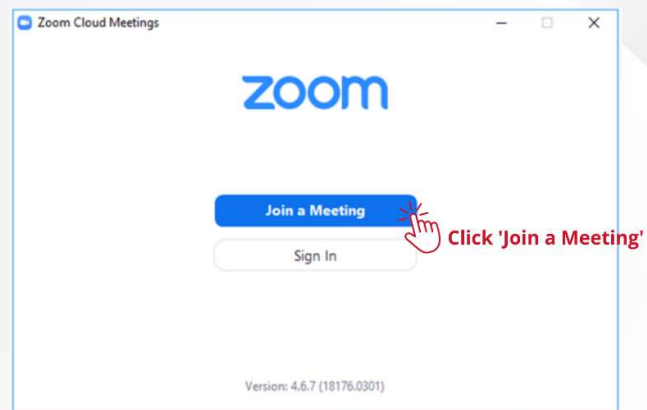 Zoom Cloud Meetings
zoom
Join a Meeting
Click 'Join a Meeting'
Sign In
Version: 4.6.7 (18176.0301)